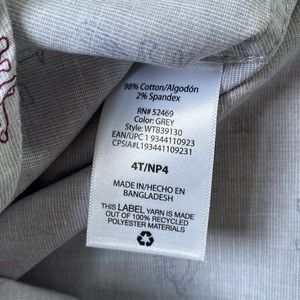 98% Cotton/Algodón
2% Spandex
RN# 52469
Color: GREY
Style: WTB39130
EAN/UPC 1 9344110923
CPSIA#L19344109231
4T/NP4
MADE IN/HECHO EN
BANGLADESH
THIS LABEL YARN IS MADE
OUT OF 100% RECYCLED
POLYESTER MATERIALS